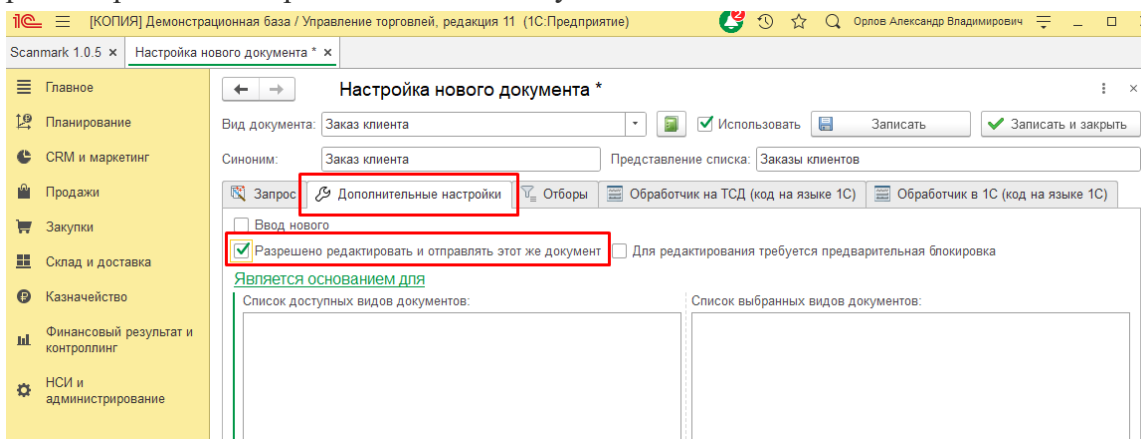 [КОПИЯ] Демонстрационная база / Управление торговлей, редакция 11 (1С:Предприятие) 2 Орлов Александр Владимирович
Scanmark 1.0.5 × Настройка нового документа * ×
Главное
Планирование
CRM и маркетинг
Продажи
Закупки
Склад и доставка
Казначейство
Финансовый результат и
контроллинг
НСИ и
администрирование
Настройка нового документа *
Вид документа: Заказ клиента Использовать Записать Записать и закрыть
Синоним: Заказ клиента Представление списка: Заказы клиентов
Запрос Дополнительные настройки Отборы Обработчик на ТСД (код на языке 1С) Обработчик в 1С (код на языке 1С)
Ввод нового
Разрешено редактировать и отправлять этот же документ Для редактирования требуется предварительная блокировка
Является основанием для
Список доступных видов документов: Список выбранных видов документов: